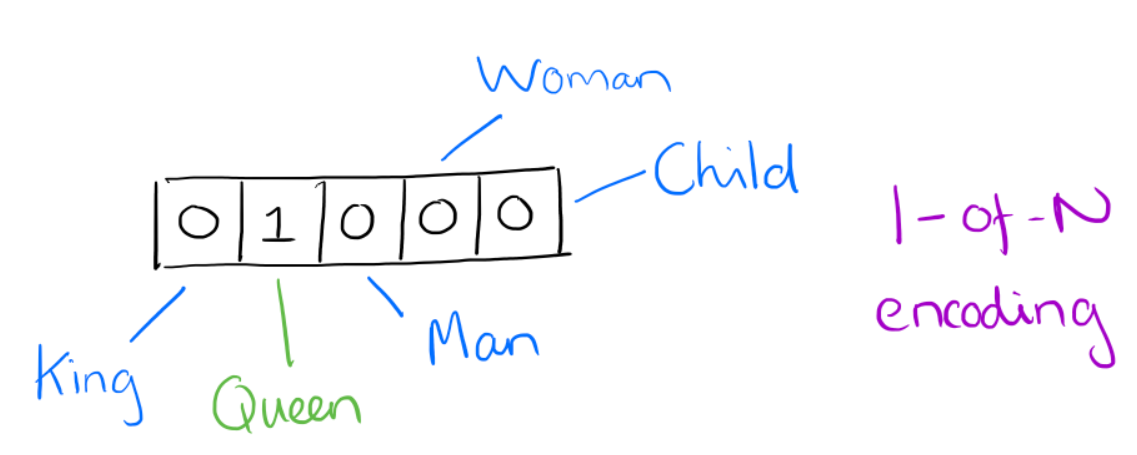 Woman
Child
0 1 0 0 0
1-of-N
encoding
King
Queen
Man